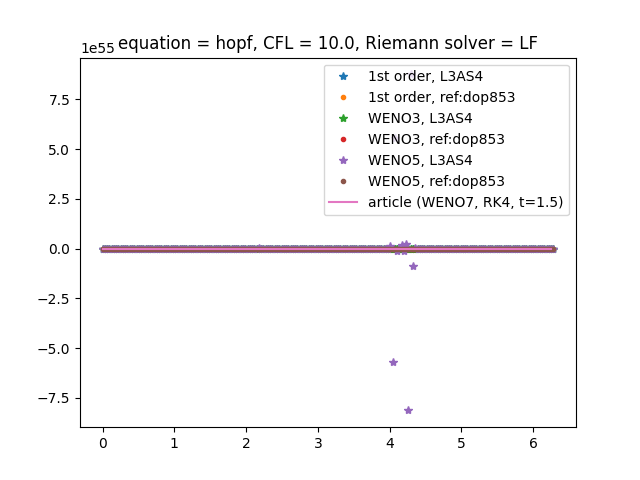 equation = hopf, CFL = 10.0, Riemann solver = LF
1e55
1st order, L3AS4
1st order, ref:dop853
WENO3, L3AS4
WENO3, ref:dop853
WENO5, L3AS4
WENO5, ref:dop853
article (WENO7, RK4, t=1.5)
7.5
5.0
2.5
0.0
−2.5
−5.0
−7.5
0 1 2 3 4 5 6